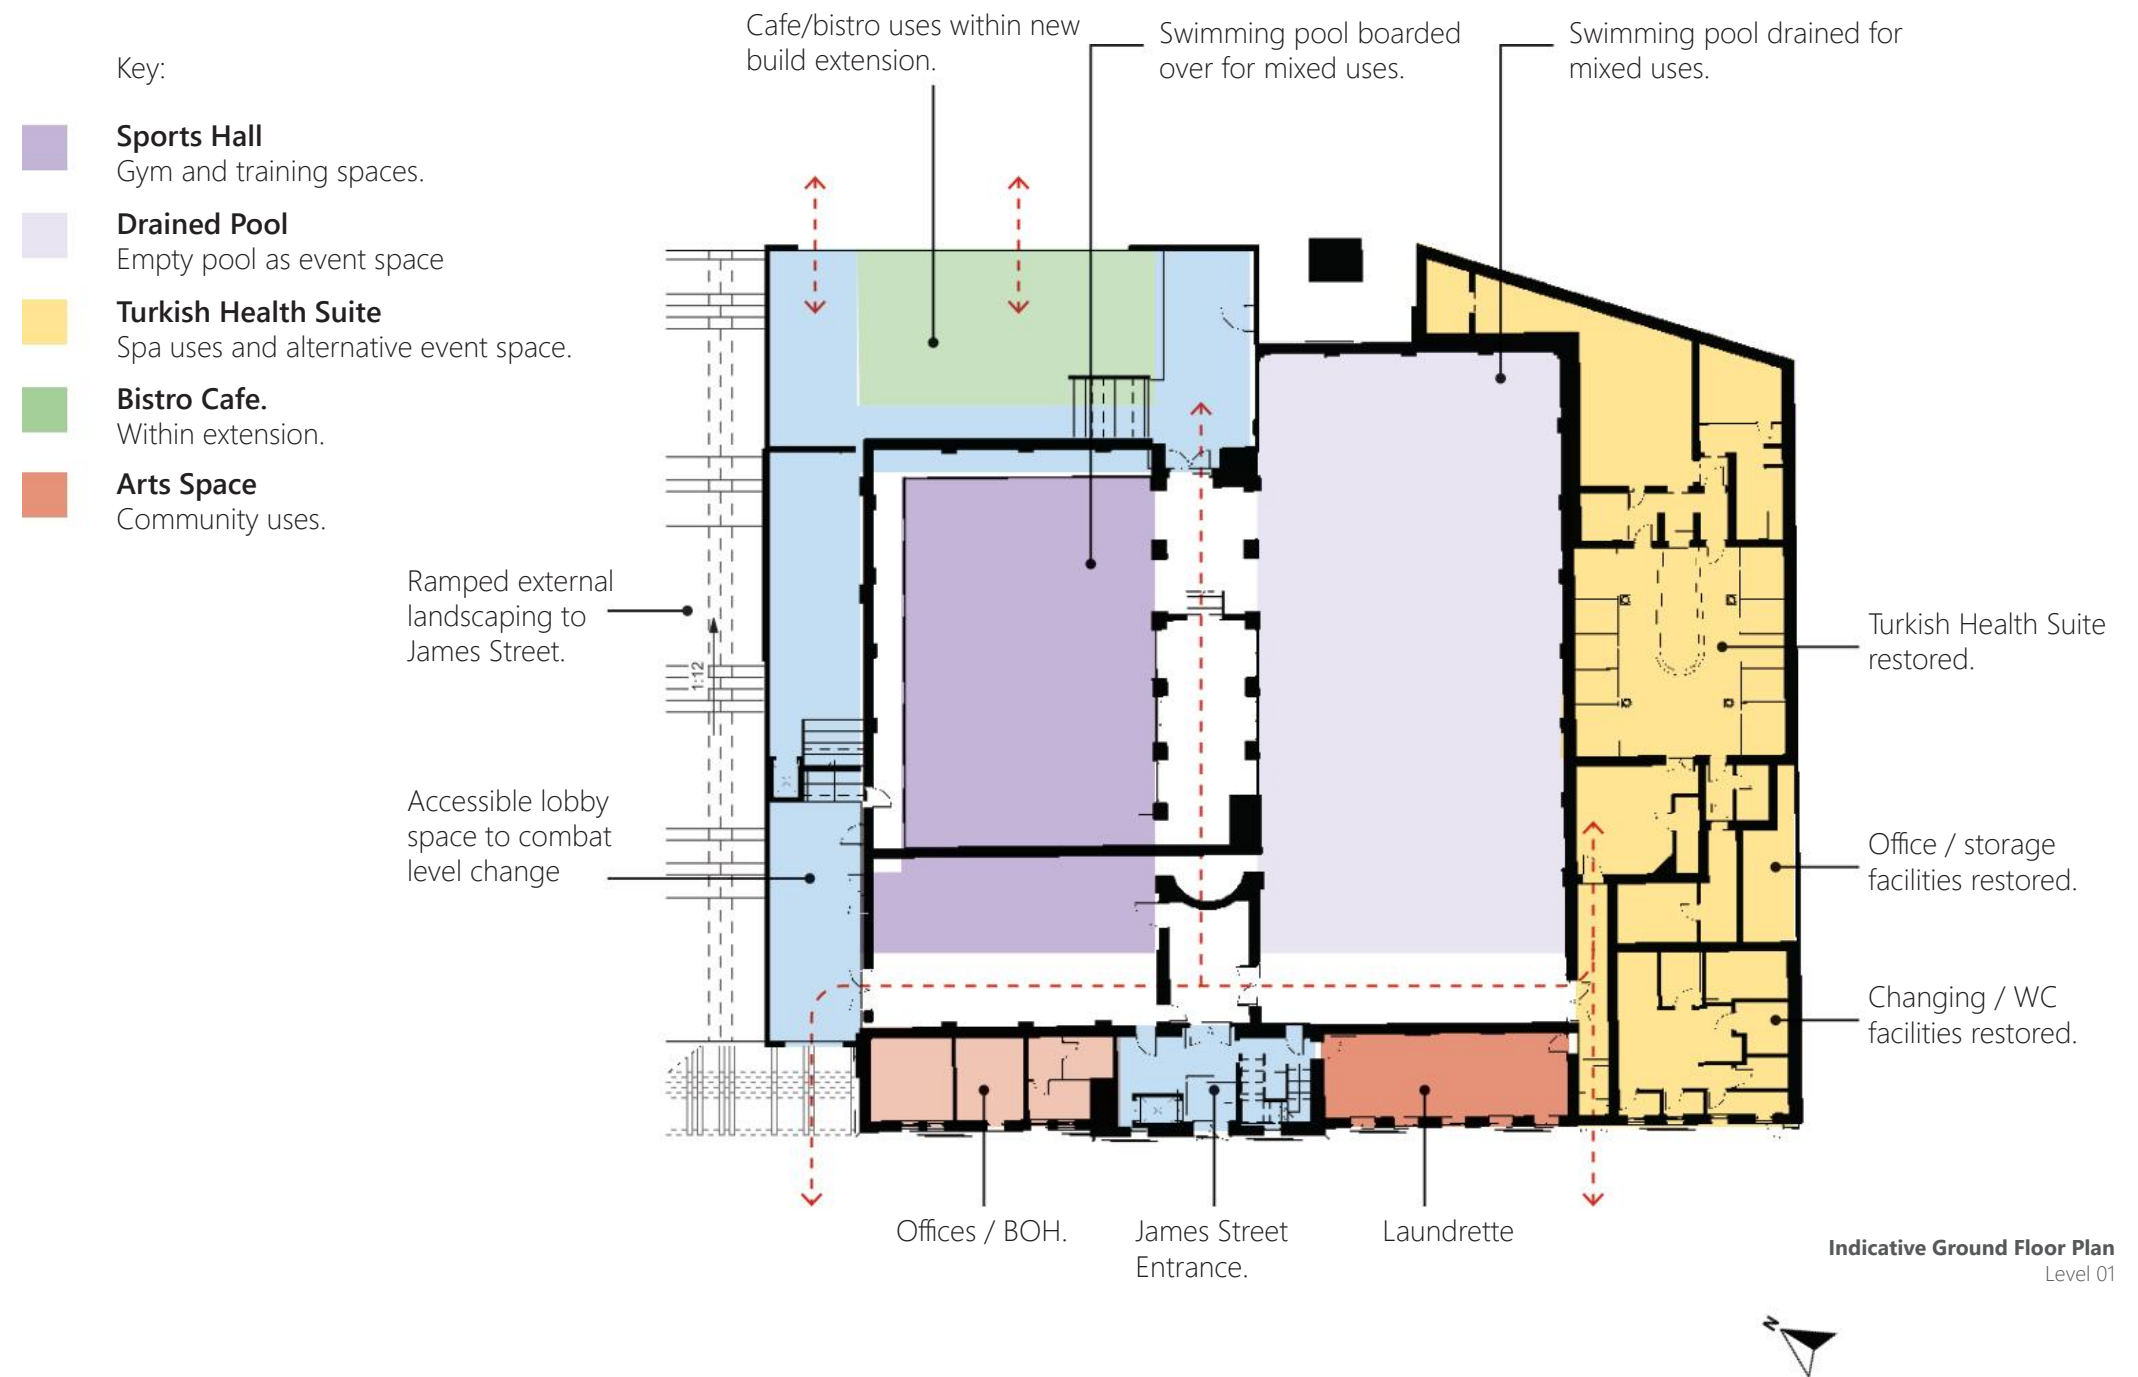 Cafe/bistro uses within new
build extension.
Swimming pool boarded
over for mixed uses.
Swimming pool drained for
mixed uses.
Key:
Sports Hall
Gym and training spaces.
Drained Pool
Empty pool as event space
Turkish Health Suite
Spa uses and alternative event space.
Bistro Cafe.
Within extension.
Arts Space
Community uses.
Ramped external
landscaping to
James Street.
1:12
Turkish Health Suite
restored.
Accessible lobby
space to combat
level change
Office / storage
facilities restored.
Changing / WC
facilities restored.
Offices / BOH.
James Street
Entrance.
Laundrette
Indicative Ground Floor Plan
Level 01
N